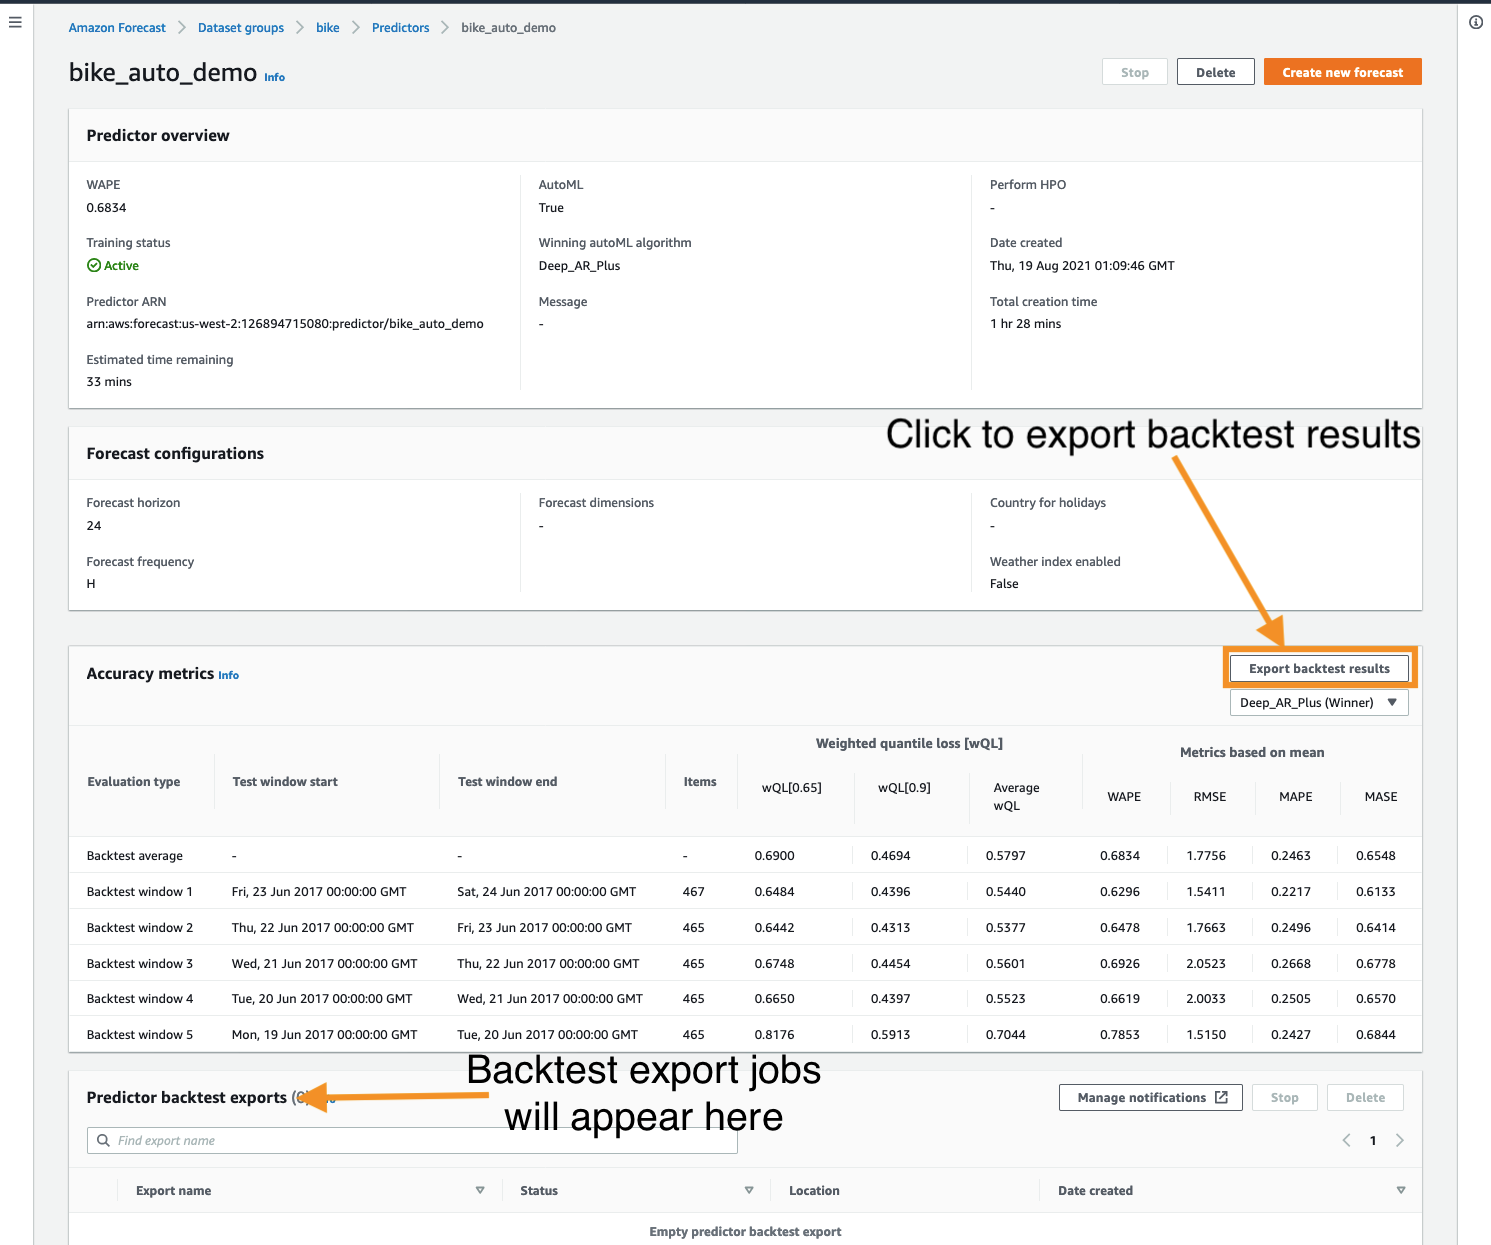 Amazon Forecast > Dataset groups > bike > Predictors > bike_auto_demo
bike_auto_demo Info
Stop Delete Create new forecast
Predictor overview
WAPE
0.6834
Training status
Active
Predictor ARN
arn:aws:forecast:us-west-2:126894715080:predictor/bike_auto_demo
Estimated time remaining
33 mins
AutoML
True
Winning autoML algorithm
Deep_AR_Plus
Message
-
Perform HPO
-
Date created
Thu, 19 Aug 2021 01:09:46 GMT
Total creation time
1 hr 28 mins
Click to export backtest results
Forecast configurations
Forecast horizon
24
Forecast frequency
H
Forecast dimensions
-
Country for holidays
-
Weather index enabled
False
Accuracy metrics Info
Export backtest results
Deep_AR_Plus (Winner)
Weighted quantile loss [wQL] Metrics based on mean
Evaluation type Test window start Test window end Items wQL[0.65] wQL[0.9] Average wQL WAPE RMSE MAPE MASE
Backtest average - - - 0.6900 0.4694 0.5797 0.6834 1.7756 0.2463 0.6548
Backtest window 1 Fri, 23 Jun 2017 00:00:00 GMT Sat, 24 Jun 2017 00:00:00 GMT 467 0.6484 0.4396 0.5440 0.6296 1.5411 0.2217 0.6133
Backtest window 2 Thu, 22 Jun 2017 00:00:00 GMT Fri, 23 Jun 2017 00:00:00 GMT 465 0.6442 0.4313 0.5377 0.6478 1.7663 0.2496 0.6414
Backtest window 3 Wed, 21 Jun 2017 00:00:00 GMT Thu, 22 Jun 2017 00:00:00 GMT 465 0.6748 0.4454 0.5601 0.6926 2.0523 0.2668 0.6778
Backtest window 4 Tue, 20 Jun 2017 00:00:00 GMT Wed, 21 Jun 2017 00:00:00 GMT 465 0.6650 0.4397 0.5523 0.6619 2.0033 0.2505 0.6570
Backtest window 5 Mon, 19 Jun 2017 00:00:00 GMT Tue, 20 Jun 2017 00:00:00 GMT 465 0.8176 0.5913 0.7044 0.7853 1.5150 0.2427 0.6844
Backtest export jobs
will appear here
Predictor backtest exports
Manage notifications Stop Delete
Find export name
1
Export name Status Location Date created
Empty predictor backtest export